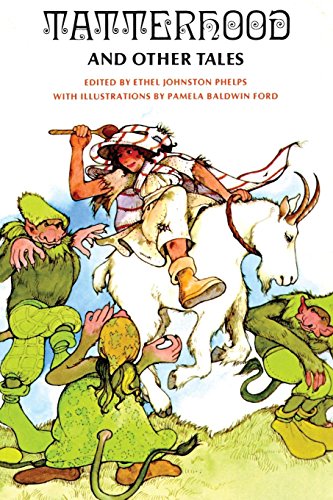 TATTERHOOD
AND OTHER TALES
EDITED BY ETHEL JOHNSTON PHELPS
WITH ILLUSTRATIONS BY PAMELA BALDWIN FORD